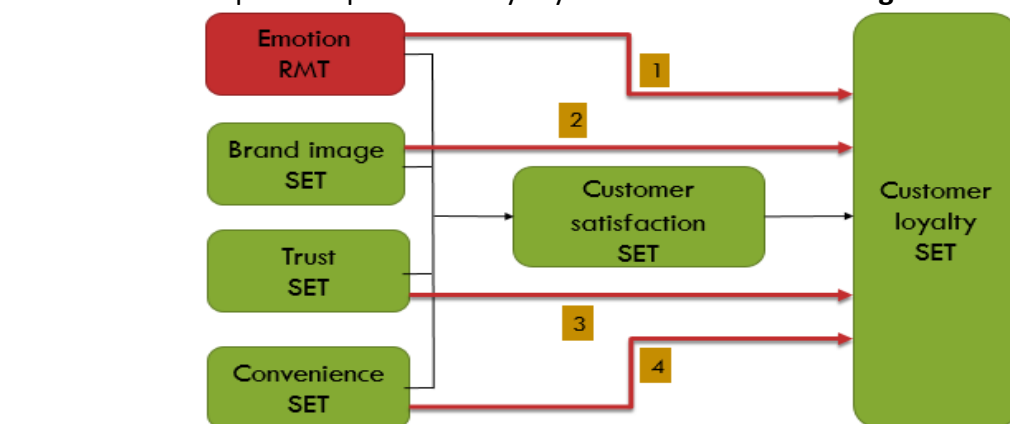 Emotion
RMT
1
2
Brand image
SET
Customer
satisfaction
SET
Customer
loyalty
SET
Trust
SET
3
4
Convenience
SET